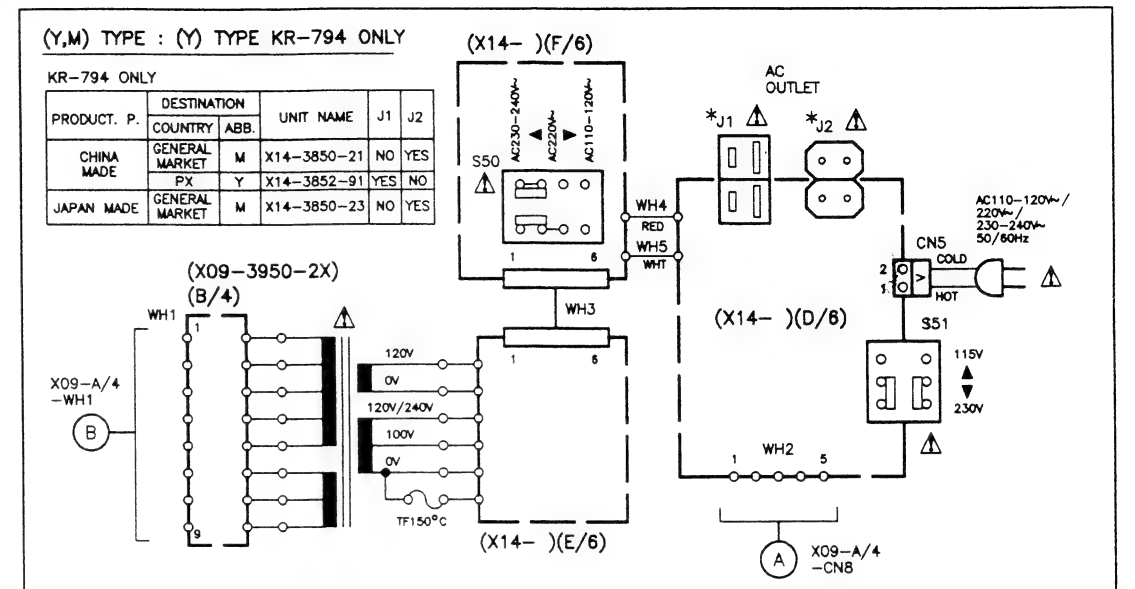 (Y,M) TYPE : (Y) TYPE KR-794 ONLY
KR-794 ONLY
PRODUCT. P. DESTINATION UNIT NAME J1 J2
COUNTRY ABB.
CHINA MADE GENERAL MARKET M X14-3850-21 NO YES
PX Y X14-3852-91 YES NO
JAPAN MADE GENERAL MARKET M X14-3850-23 NO YES
(X14- )(F/6)
AC230-240V~
AC220V~
AC110-120V~
S50
1 6
WH4
RED
WH5
WHT
AC
OUTLET
*J1
*J2
AC110-120V~/
220V~/
230-240V~
50/60Hz
CN5
COLD
2
1
HOT
V
(X14- )(D/6)
S51
115V
230V
WH2
1 5
A
X09-A/4
-CN8
(X09-3950-2X)
(B/4)
WH1
1
9
X09-A/4
-WH1
B
WH3
1 6
120V
0V
120V/240V
100V
0V
TF150°C
(X14- )(E/6)